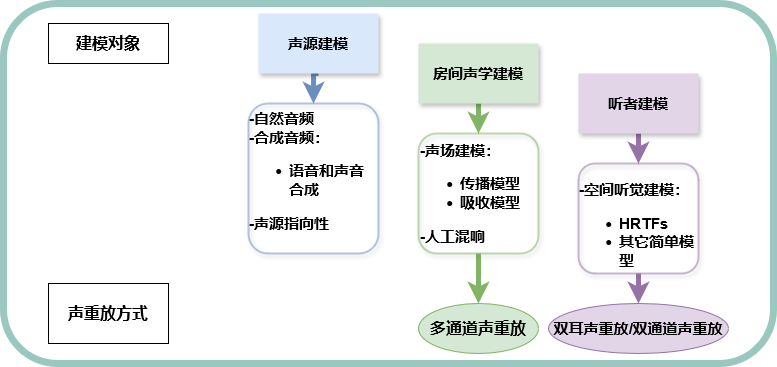 建模对象
声源建模
房间声学建模
听者建模
-自然音频
-合成音频：
• 语音和声音
合成
-声源指向性
-声场建模：
• 传播模型
• 吸收模型
-人工混响
-空间听觉建模：
• HRTFs
• 其它简单模
型
声重放方式
多通道声重放
双耳声重放/双通道声重放